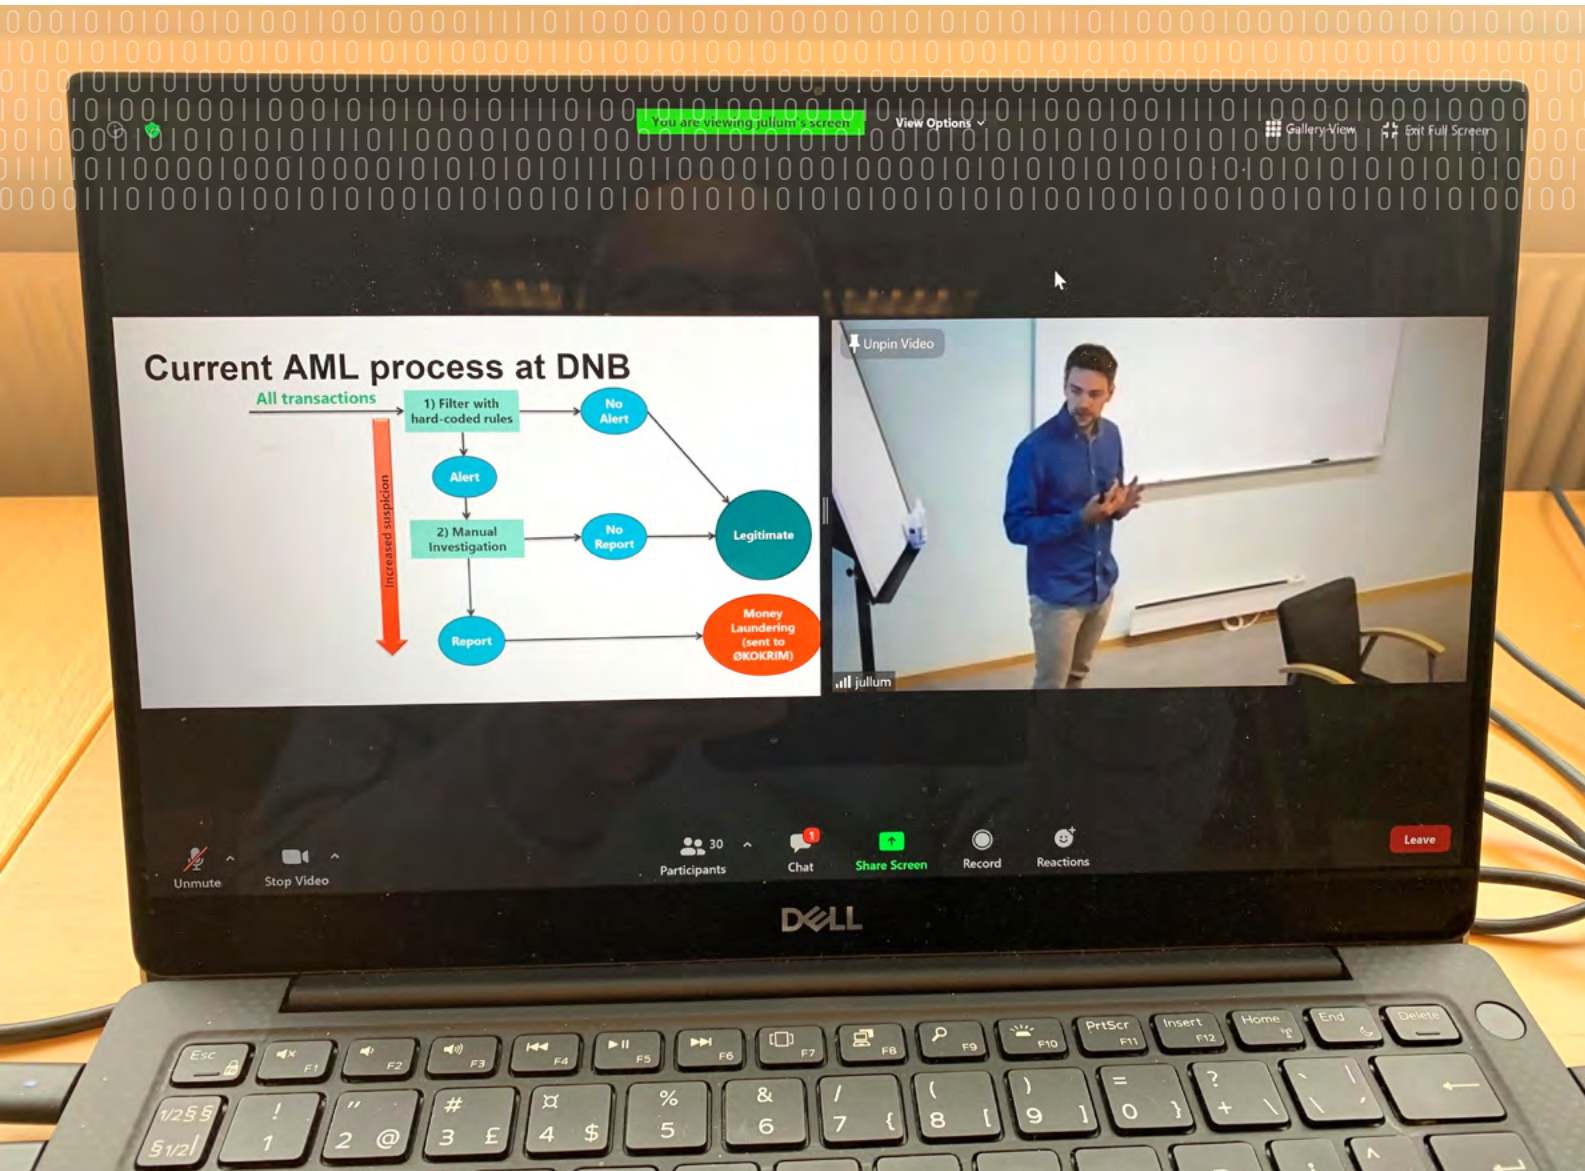 You are viewing jullum's screen
View Options
Gallery View
Exit Full Screen
Current AML process at DNB
All transactions
1) Filter with
hard-coded rules
No
Alert
Alert
Increased suspicion
2) Manual
Investigation
No
Report
Legitimate
Report
Money
Laundering
(sent to
ØKOKRIM)
Unpin Video
jullum
Unmute
Stop Video
30
Participants
1
Chat
Share Screen
Record
Reactions
Leave
DELL
Esc
F1
F2
F3
F4
F5
F6
F7
F8
F9
F10
PrtScr
F11
Insert
F12
Home
End
Delete
1/2 § §
§ 1/2 |
! 1
" 2 @
# 3 £
¤ 4 $
% 5
& 6
/ 7 {
( 8 [
) 9 ]
= 0 }
? + \